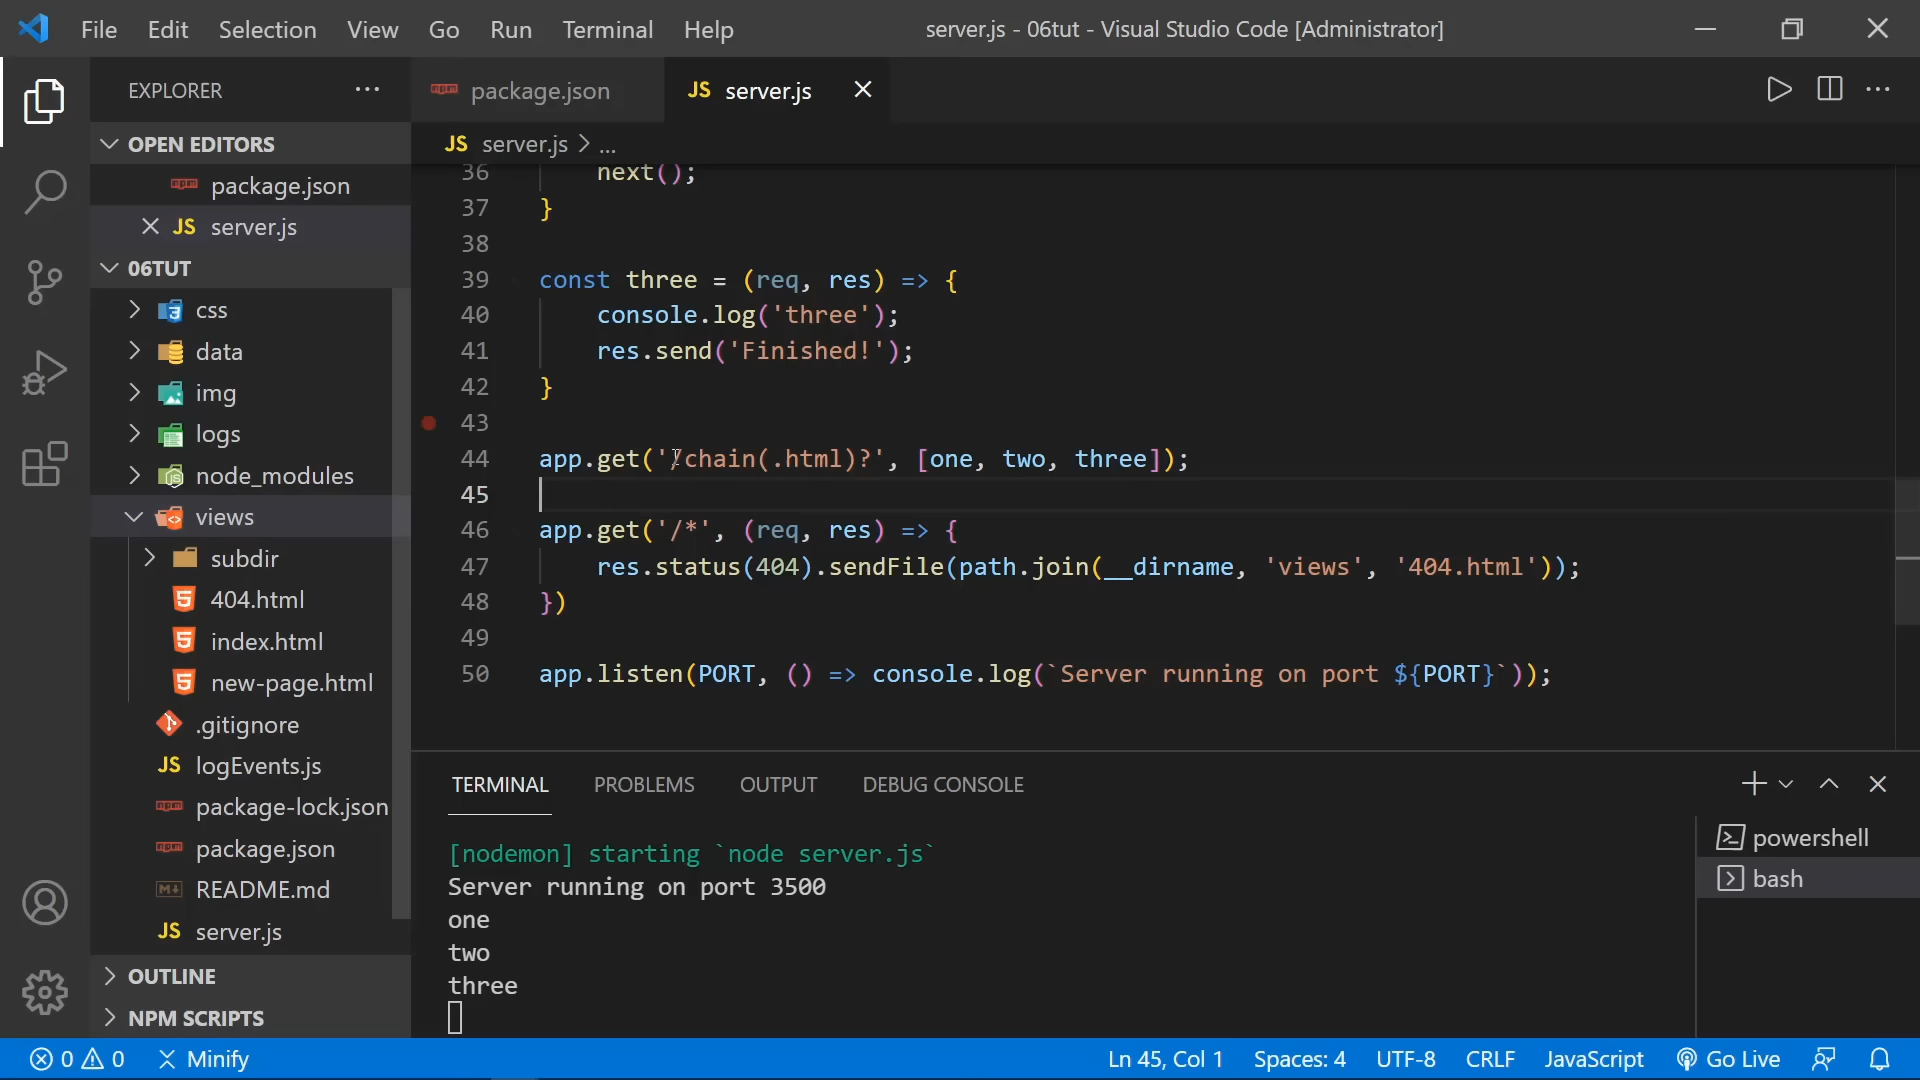 File Edit Selection View Go Run Terminal Help server.js - 06tut - Visual Studio Code [Administrator]
EXPLORER
OPEN EDITORS
package.json
JS server.js
06TUT
css
data
img
logs
node_modules
views
subdir
404.html
index.html
new-page.html
.gitignore
JS logEvents.js
package-lock.json
package.json
README.md
JS server.js
OUTLINE
NPM SCRIPTS
package.json JS server.js
JS server.js > ...
36 next();
37 }
38
39 const three = (req, res) => {
40 console.log('three');
41 res.send('Finished!');
42 }
43
44 app.get('/chain(.html)?', [one, two, three]);
45
46 app.get('/*', (req, res) => {
47 res.status(404).sendFile(path.join(__dirname, 'views', '404.html'));
48 })
49
50 app.listen(PORT, () => console.log(`Server running on port ${PORT}`));
TERMINAL PROBLEMS OUTPUT DEBUG CONSOLE
[nodemon] starting `node server.js`
Server running on port 3500
one
two
three
powershell
bash
0 0 Minify Ln 45, Col 1 Spaces: 4 UTF-8 CRLF JavaScript Go Live